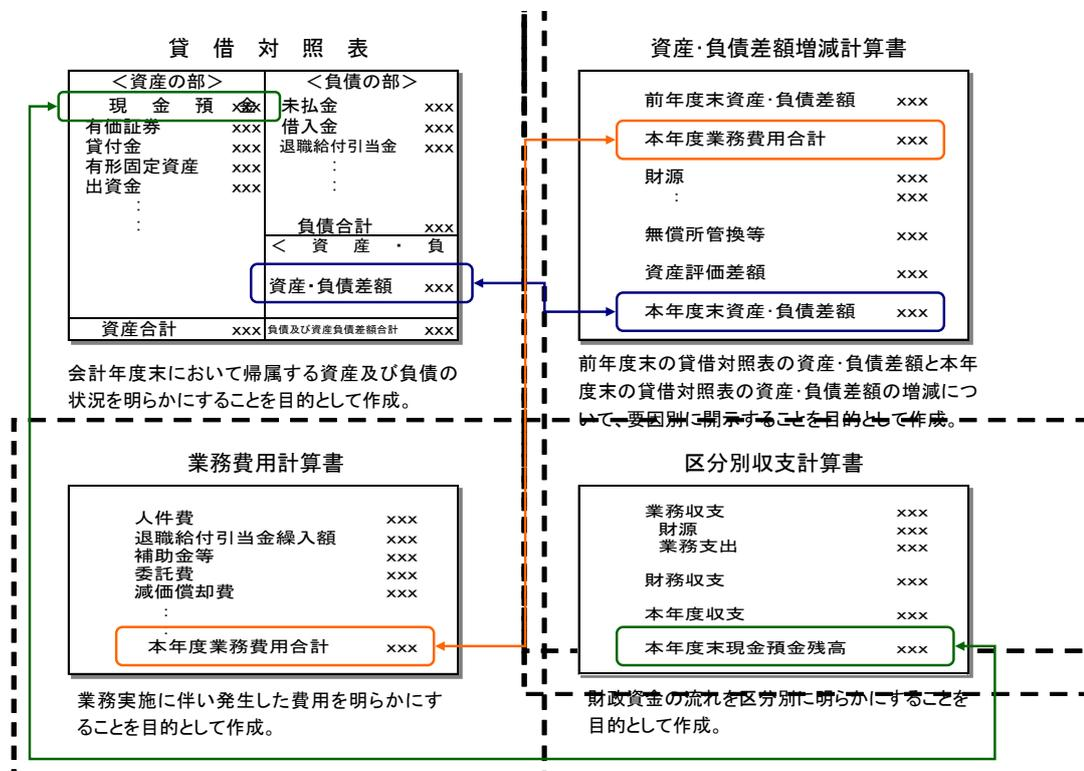 貸 借 対 照 表
＜資産の部＞
現 金 預 金 xxx
有価証券 xxx
貸付金 xxx
有形固定資産 xxx
出資金 xxx
:
:
資産合計 xxx
＜負債の部＞
未払金 xxx
借入金 xxx
退職給付引当金 xxx
:
:
負債合計 xxx
＜ 資 産 ・ 負
資産・負債差額 xxx
負債及び資産負債差額合計 xxx
会計年度末において帰属する資産及び負債の
状況を明らかにすることを目的として作成。
資産・負債差額増減計算書
前年度末資産・負債差額 xxx
本年度業務費用合計 xxx
財源 xxx
: xxx
無償所管換等 xxx
資産評価差額 xxx
本年度末資産・負債差額 xxx
前年度末の貸借対照表の資産・負債差額と本年
度末の貸借対照表の資産・負債差額の増減につ
いて、要因別に開示することを目的として作成。
業務費用計算書
人件費 xxx
退職給付引当金繰入額 xxx
補助金等 xxx
委託費 xxx
減価償却費 xxx
:
:
本年度業務費用合計 xxx
業務実施に伴い発生した費用を明らかにす
ることを目的として作成。
区分別収支計算書
業務収支 xxx
財源 xxx
業務支出 xxx
財務収支 xxx
本年度収支 xxx
本年度末現金預金残高 xxx
財政資金の流れを区分別に明らかにすることを
目的として作成。